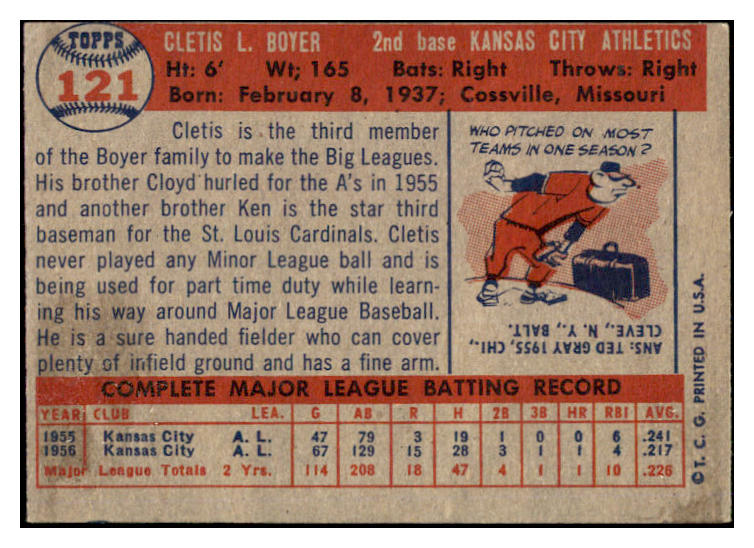 TOPPS
121
CLETIS L. BOYER 2nd base KANSAS CITY ATHLETICS
Ht: 6' Wt; 165 Bats: Right Throws: Right
Born: February 8, 1937; Cossville, Missouri
Cletis is the third member
of the Boyer family to make the Big Leagues.
His brother Cloyd hurled for the A's in 1955
and another brother Ken is the star third
baseman for the St. Louis Cardinals. Cletis
never played any Minor League ball and is
being used for part time duty while learn-
ing his way around Major League Baseball.
He is a sure handed fielder who can cover
plenty of infield ground and has a fine arm.
WHO PITCHED ON MOST
TEAMS IN ONE SEASON?
ANS: TED GRAY 1955, CHI.,
CLEVE., N.Y., BALT.
COMPLETE MAJOR LEAGUE BATTING RECORD
YEAR CLUB LEA. G AB R H 2B 3B HR RBI AVG.
1955 Kansas City A. L. 47 79 3 19 1 0 0 6 .241
1956 Kansas City A. L. 67 129 15 28 3 1 1 4 .217
Major League Totals 2 Yrs. 114 208 18 47 4 1 1 10 .226
©T. C. G. PRINTED IN U.S.A.